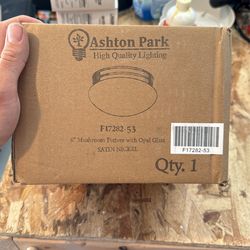 Ashton Park
High Quality Lighting
F17282-53
6" Mushroom Fixture with Opal Glass
SATIN NICKEL
F17282-53
Qty. 1